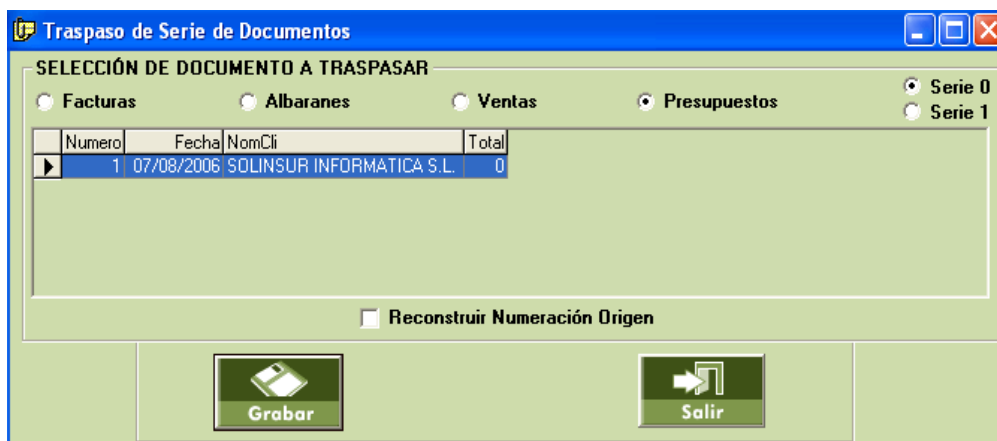 Traspaso de Serie de Documentos
SELECCIÓN DE DOCUMENTO A TRASPASAR
Facturas Albaranes Ventas Presupuestos Serie 0
Serie 1
Numero Fecha NomCli Total
1 07/08/2006 SOLINSUR INFORMATICA S.L. 0
Reconstruir Numeración Origen
Grabar Salir